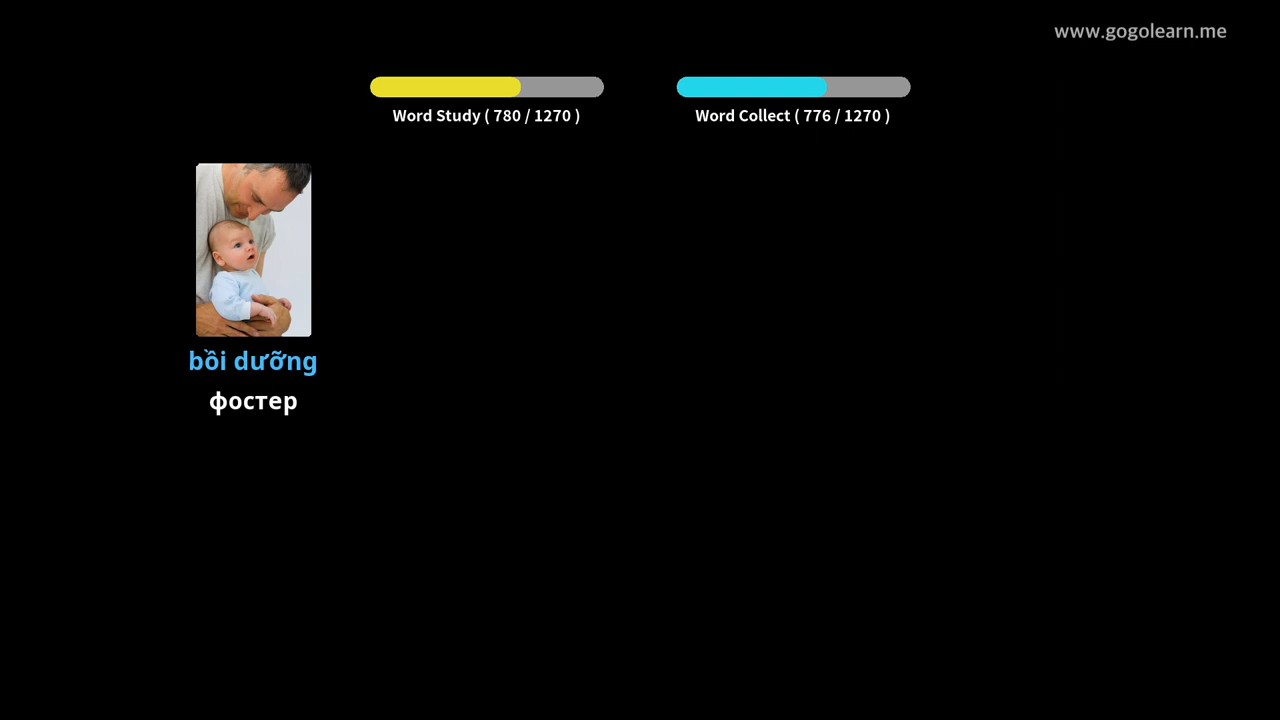 www.gogolearn.me
Word Study ( 780 / 1270 )
Word Collect ( 776 / 1270 )
bồi dưỡng
фостер